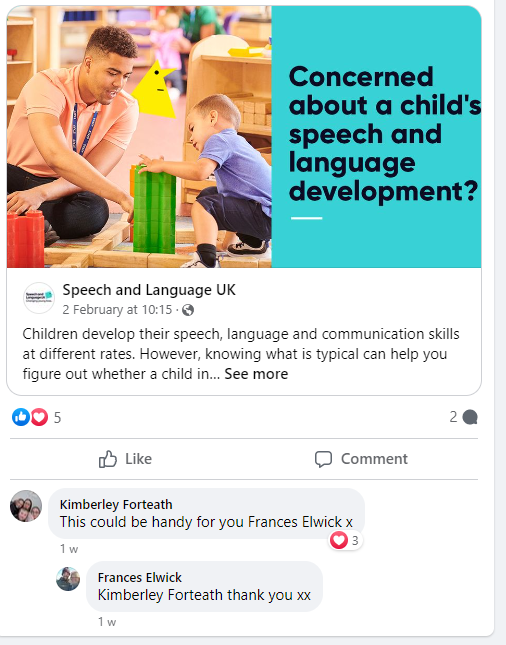 Concerned
about a child's
speech and
language
development?
Speech and Language UK
2 February at 10:15 ·
Children develop their speech, language and communication skills
at different rates. However, knowing what is typical can help you
figure out whether a child in... See more
5
2
Like
Comment
Kimberley Forteath
This could be handy for you Frances Elwick x
3
1 w
Frances Elwick
Kimberley Forteath thank you xx
1 w